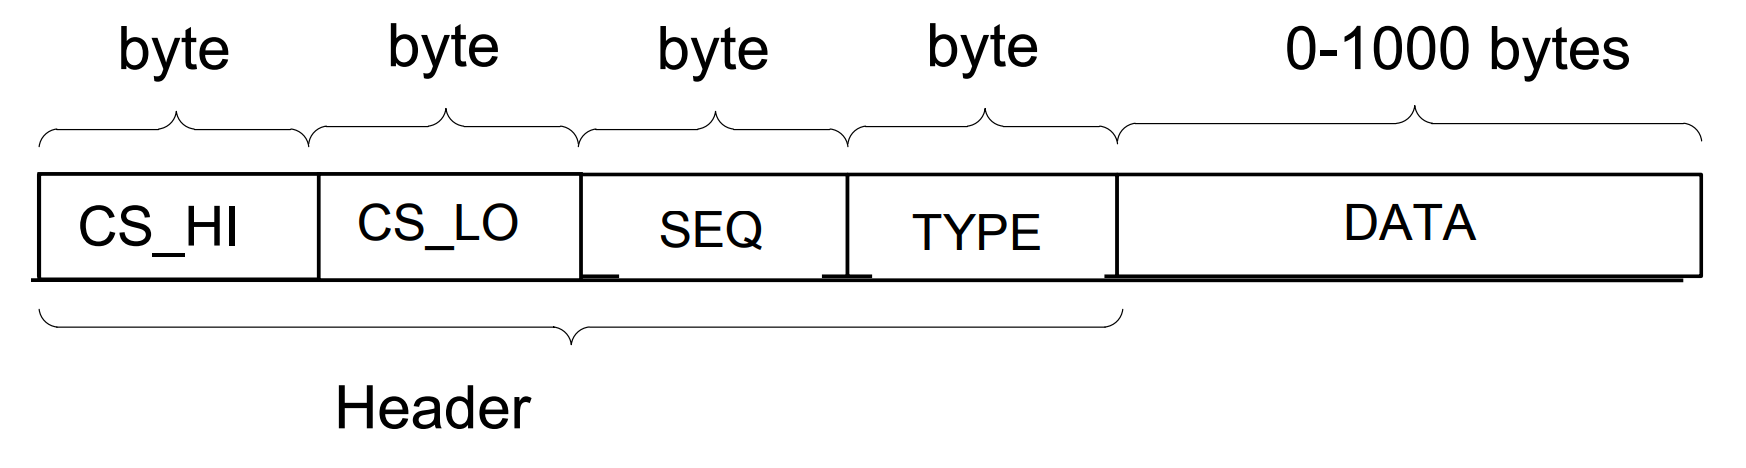 byte byte byte byte 0-1000 bytes
CS_HI CS_LO SEQ TYPE DATA
Header